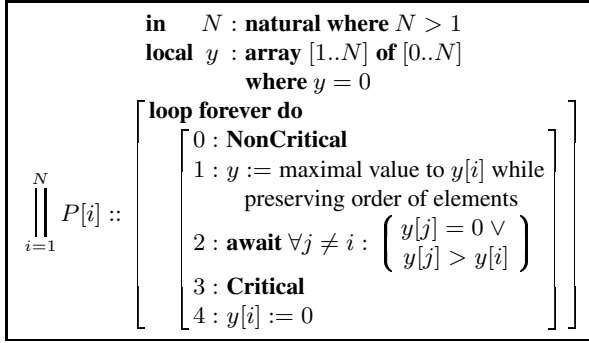 in N : natural where N > 1
local y : array [1..N] of [0..N]
where y = 0
loop forever do
0 : NonCritical
1 : y := maximal value to y[i] while
preserving order of elements
N
|| P[i] ::
i=1
2 : await ∀j ≠ i : ( y[j] = 0 ∨
y[j] > y[i] )
3 : Critical
4 : y[i] := 0